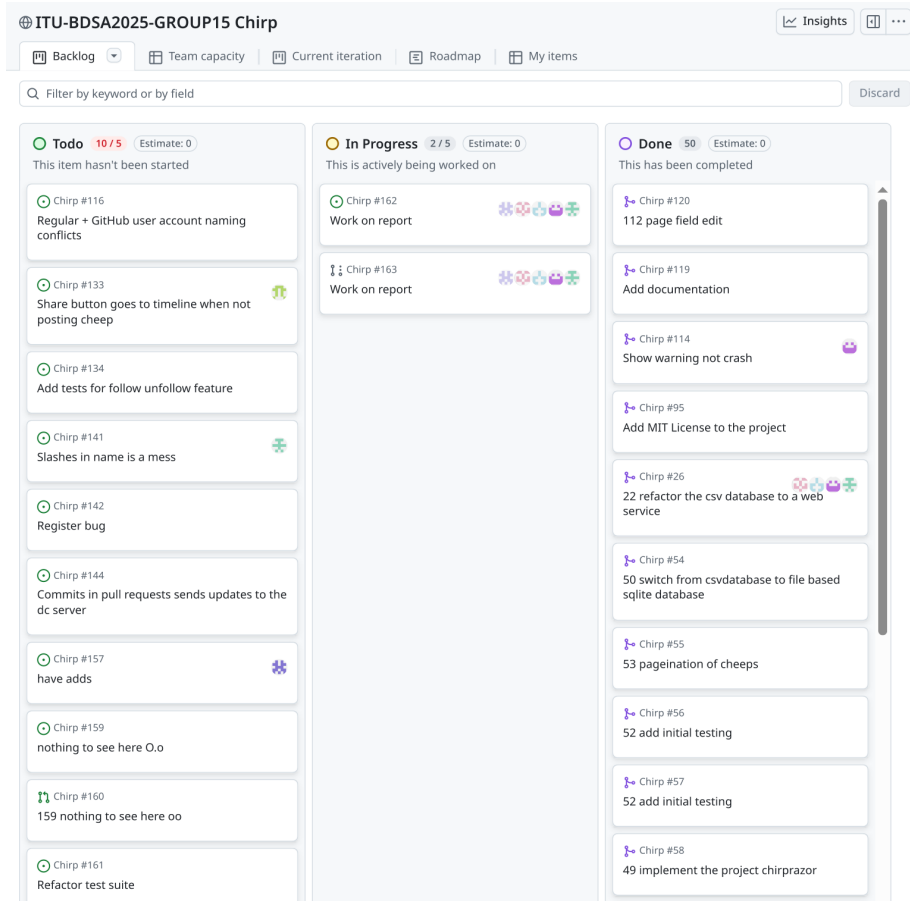 ITU-BDSA2025-GROUP15 Chirp
Insights
Backlog
Team capacity
Current iteration
Roadmap
My items
Filter by keyword or by field
Discard
Todo 10 / 5 Estimate: 0
This item hasn't been started
Chirp #116
Regular + GitHub user account naming
conflicts
Chirp #133
Share button goes to timeline when not
posting cheep
Chirp #134
Add tests for follow unfollow feature
Chirp #141
Slashes in name is a mess
Chirp #142
Register bug
Chirp #144
Commits in pull requests sends updates to the
dc server
Chirp #157
have adds
Chirp #159
nothing to see here O.o
Chirp #160
159 nothing to see here oo
Chirp #161
Refactor test suite
In Progress 2 / 5 Estimate: 0
This is actively being worked on
Chirp #162
Work on report
Chirp #163
Work on report
Done 50 Estimate: 0
This has been completed
Chirp #120
112 page field edit
Chirp #119
Add documentation
Chirp #114
Show warning not crash
Chirp #95
Add MIT License to the project
Chirp #26
22 refactor the csv database to a web
service
Chirp #54
50 switch from csvdatabase to file based
sqlite database
Chirp #55
53 pageination of cheeps
Chirp #56
52 add initial testing
Chirp #57
52 add initial testing
Chirp #58
49 implement the project chirprazor